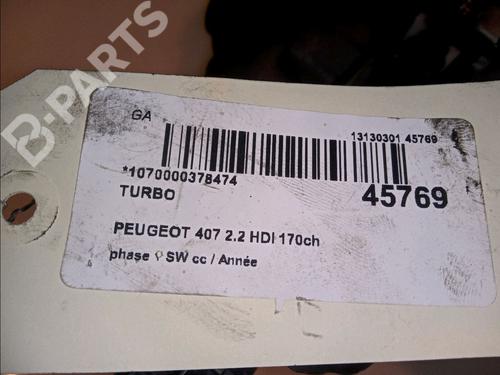 B-PARTS
GA
13130301 45769
*1070000378474
45769
TURBO
PEUGEOT 407 2.2 HDI 170ch
phase SW cc / Année